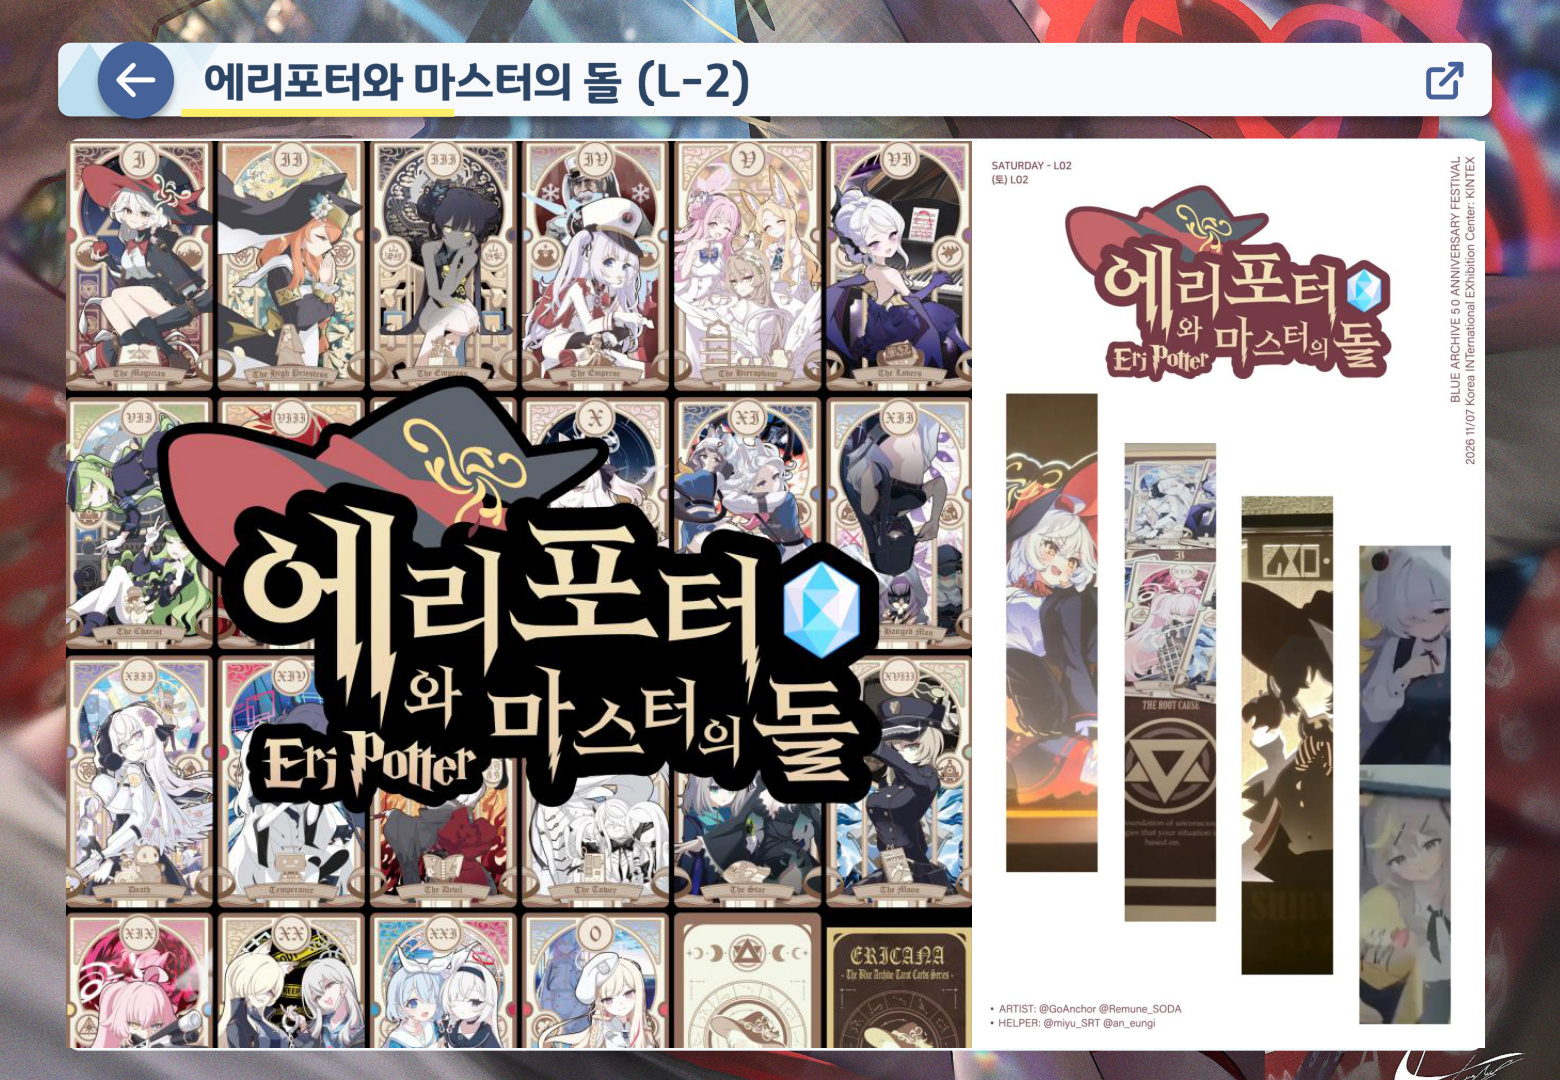 에리포터와 마스터의 돌 (L-2)
I
II
III
IV
V
VI
The Magician
The High Priestess
The Empress
The Emperor
The Hierophant
The Lovers
VII
VIII
X
XI
XII
The Chariot
Hanged Man
에리포터
와 마스터의 돌
Eri Potter
XIII
XIV
XVIII
Death
Temperance
The Devil
The Tower
The Star
The Moon
XIX
XX
XXI
0
ERICANA
- The Blue Archive Tarot Cards Series -
SATURDAY - L02
(토) L02
에리포터
와 마스터의 돌
Eri Potter
BLUE ARCHIVE 5.0 ANNIVERSARY FESTIVAL
2026 11/07 Korea INTernational EXhibition Center: KINTEX
THE ROOT CAUSE
based on.
• ARTIST: @GoAnchor @Remune_SODA
• HELPER: @miyu_SRT @an_eungi